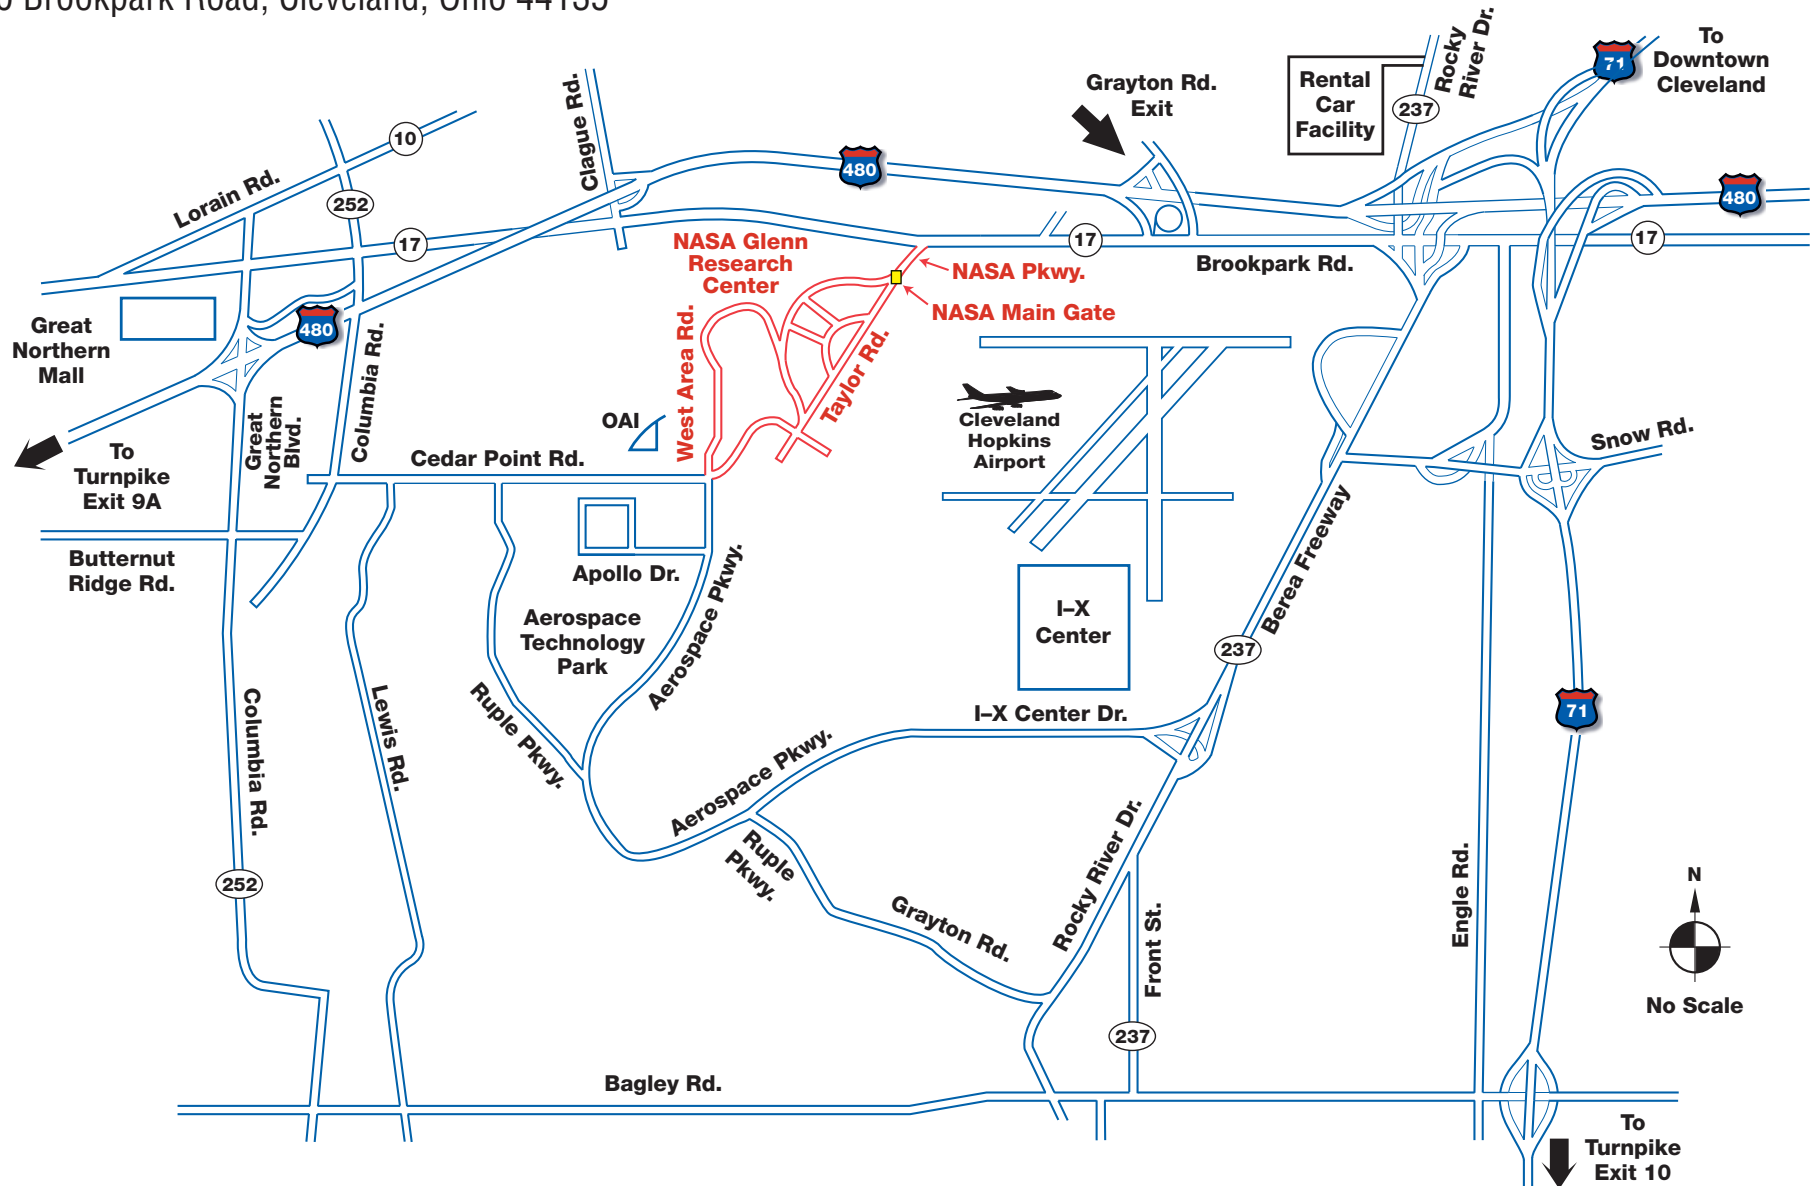 Brookpark Road, Cleveland, Ohio 44135
Rocky
River Dr.
71
To
Downtown
Cleveland
Grayton Rd.
Exit
Rental
Car
Facility
237
Clague Rd.
10
480
480
Lorain Rd.
252
17
17
17
NASA Glenn
Research
Center
NASA Pkwy.
Brookpark Rd.
NASA Main Gate
Great
Northern
Mall
480
Columbia Rd.
West Area Rd.
Taylor Rd.
OAI
Cleveland
Hopkins
Airport
Snow Rd.
To
Turnpike
Exit 9A
Great
Northern
Blvd.
Cedar Point Rd.
Butternut
Ridge Rd.
Apollo Dr.
Aerospace Pkwy.
Berea Freeway
Aerospace
Technology
Park
I–X
Center
237
Columbia Rd.
Lewis Rd.
Ruple Pkwy.
I–X Center Dr.
71
Aerospace Pkwy.
Ruple
Pkwy.
Rocky River Dr.
252
Grayton Rd.
Front St.
Engle Rd.
N
No Scale
237
Bagley Rd.
To
Turnpike
Exit 10